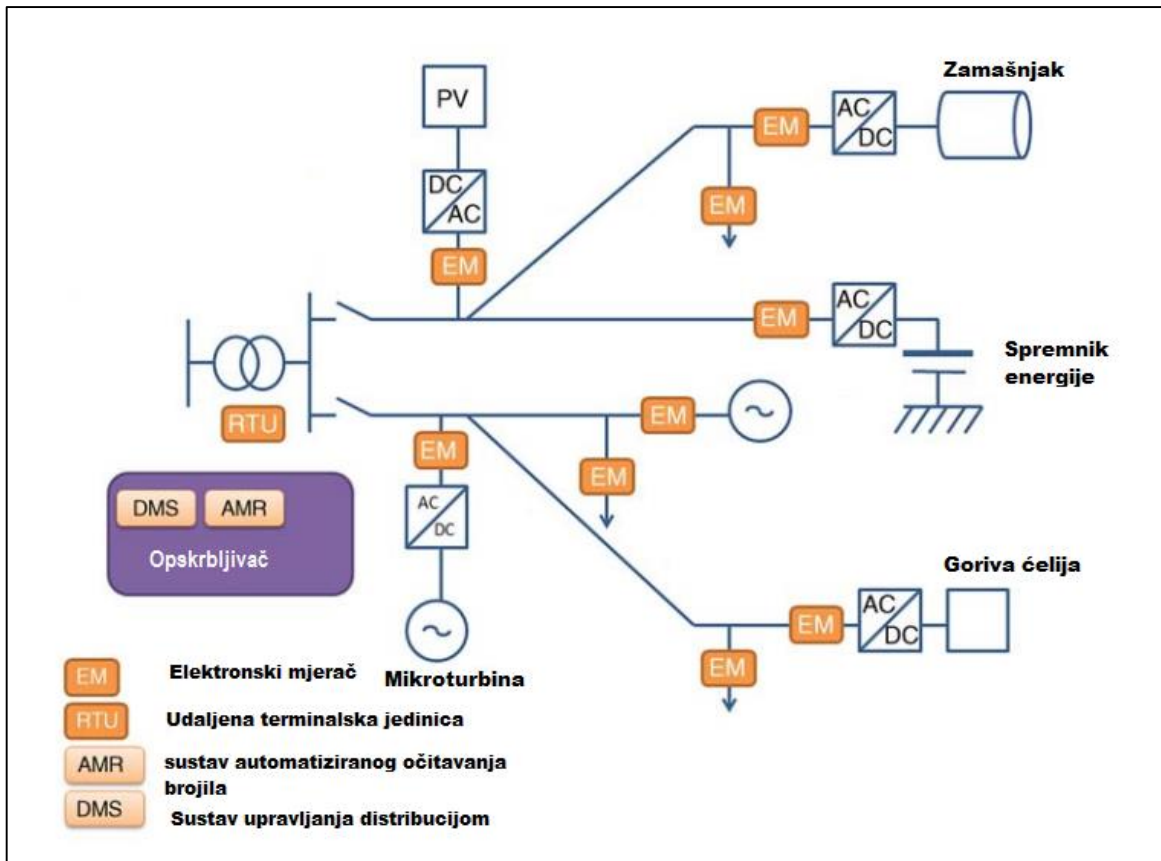 Zamašnjak
PV
EM
AC
DC
DC
AC
EM
EM
EM
AC
DC
Spremnik
energije
RTU
EM
EM
EM
AC
DC
DMS
AMR
Opskrbljivač
Goriva ćelija
EM
AC
DC
EM
Mikroturbina
EM
Elektronski mjerač
RTU
Udaljena terminalska jedinica
AMR
sustav automatiziranog očitavanja
brojila
DMS
Sustav upravljanja distribucijom